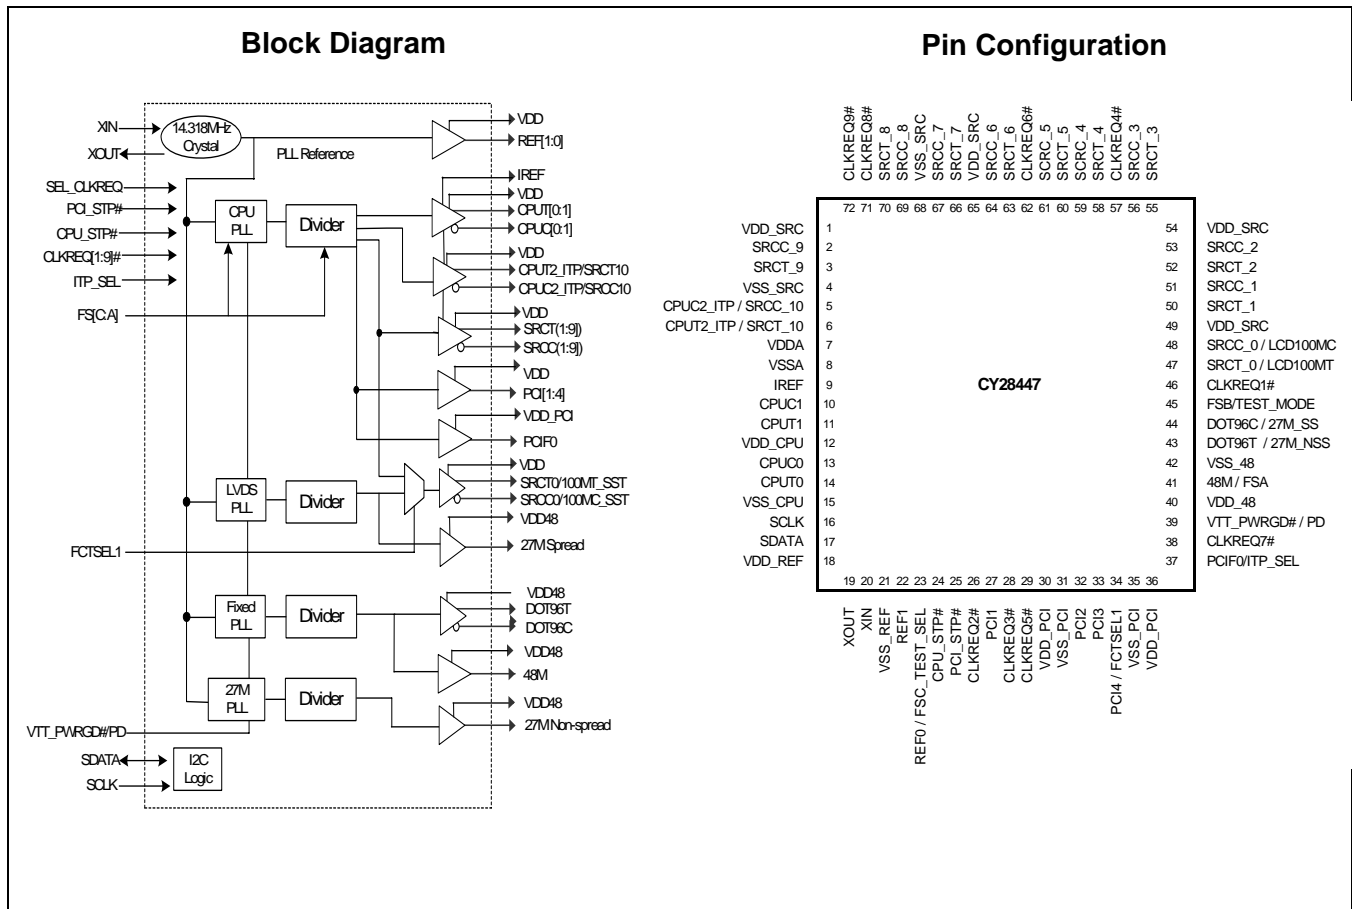 Block Diagram
XIN
XOUT
SEL_CLKREQ
PCI_STP#
CPU_STP#
CLKREQ[1:9]#
ITP_SEL
FS[C:A]
FCTSEL1
VTT_PWRGD#/PD
SDATA
SCLK
14.318MHz
Crystal
PLL Reference
CPU
PLL
Divider
LVDS
PLL
Divider
Fixed
PLL
Divider
27M
PLL
Divider
I2C
Logic
VDD
REF[1:0]
IREF
VDD
CPUT[0:1]
CPUC[0:1]
VDD
CPUT2_ITP/SRCT10
CPUC2_ITP/SRCC10
VDD
SRCT(1:9])
SRCC(1:9])
VDD
PCI[1:4]
VDD_PCI
PCIF0
VDD
SRCT0/100MT_SST
SRCC0/100MC_SST
VDD48
27M Spread
VDD48
DOT96T
DOT96C
VDD48
48M
VDD48
27M Non-spread
Pin Configuration
CLKREQ9#
CLKREQ8#
SRCT_8
SRCC_8
VSS_SRC
SRCC_7
SRCT_7
VDD_SRC
SRCC_6
SRCT_6
CLKREQ6#
SCRC_5
SRCT_5
SCRC_4
SRCT_4
CLKREQ4#
SRCC_3
SRCT_3
72 71 70 69 68 67 66 65 64 63 62 61 60 59 58 57 56 55
VDD_SRC 1
SRCC_9 2
SRCT_9 3
VSS_SRC 4
CPUC2_ITP / SRCC_10 5
CPUT2_ITP / SRCT_10 6
VDDA 7
VSSA 8
IREF 9
CPUC1 10
CPUT1 11
VDD_CPU 12
CPUC0 13
CPUT0 14
VSS_CPU 15
SCLK 16
SDATA 17
VDD_REF 18
CY28447
54 VDD_SRC
53 SRCC_2
52 SRCT_2
51 SRCC_1
50 SRCT_1
49 VDD_SRC
48 SRCC_0 / LCD100MC
47 SRCT_0 / LCD100MT
46 CLKREQ1#
45 FSB/TEST_MODE
44 DOT96C / 27M_SS
43 DOT96T / 27M_NSS
42 VSS_48
41 48M / FSA
40 VDD_48
39 VTT_PWRGD# / PD
38 CLKREQ7#
37 PCIF0/ITP_SEL
19 20 21 22 23 24 25 26 27 28 29 30 31 32 33 34 35 36
XOUT
XIN
VSS_REF
REF1
REF0 / FSC_TEST_SEL
CPU_STP#
PCI_STP#
CLKREQ2#
PCI1
CLKREQ3#
CLKREQ5#
VDD_PCI
VSS_PCI
PCI2
PCI3
PCI4 / FCTSEL1
VSS_PCI
VDD_PCI